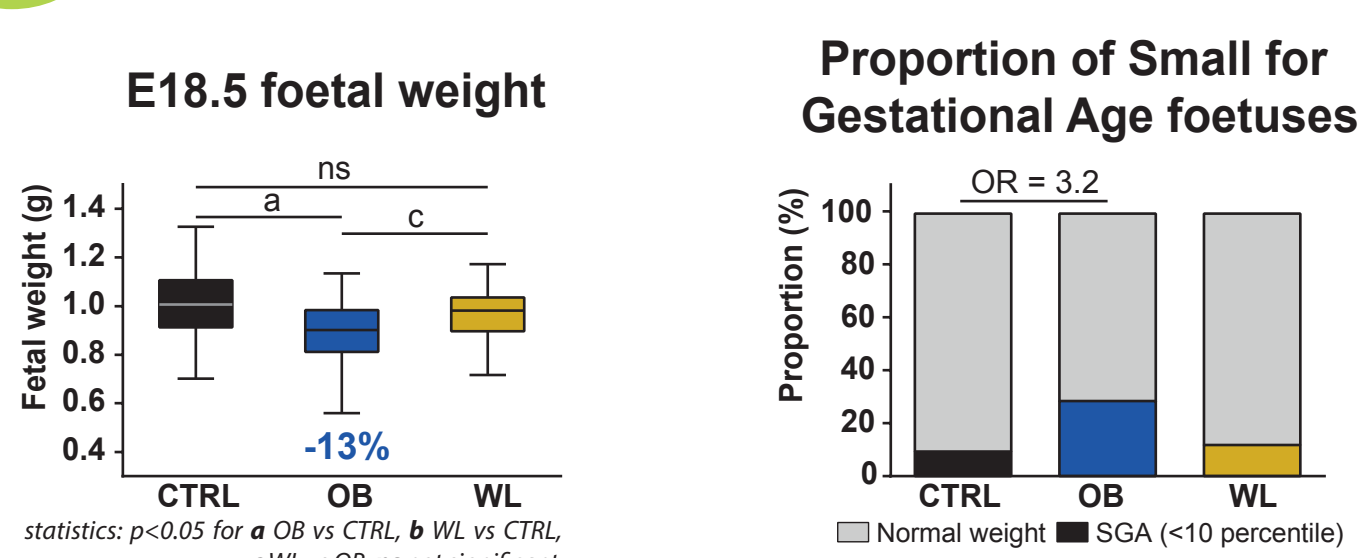 E18.5 foetal weight
Fetal weight (g)
1.4
1.2
1.0
0.8
0.6
0.4
ns
a
c
-13%
CTRL OB WL
statistics: p<0.05 for a OB vs CTRL, b WL vs CTRL,
Proportion of Small for
Gestational Age foetuses
Proportion (%)
100
80
60
40
20
0
OR = 3.2
CTRL OB WL
Normal weight SGA (<10 percentile)